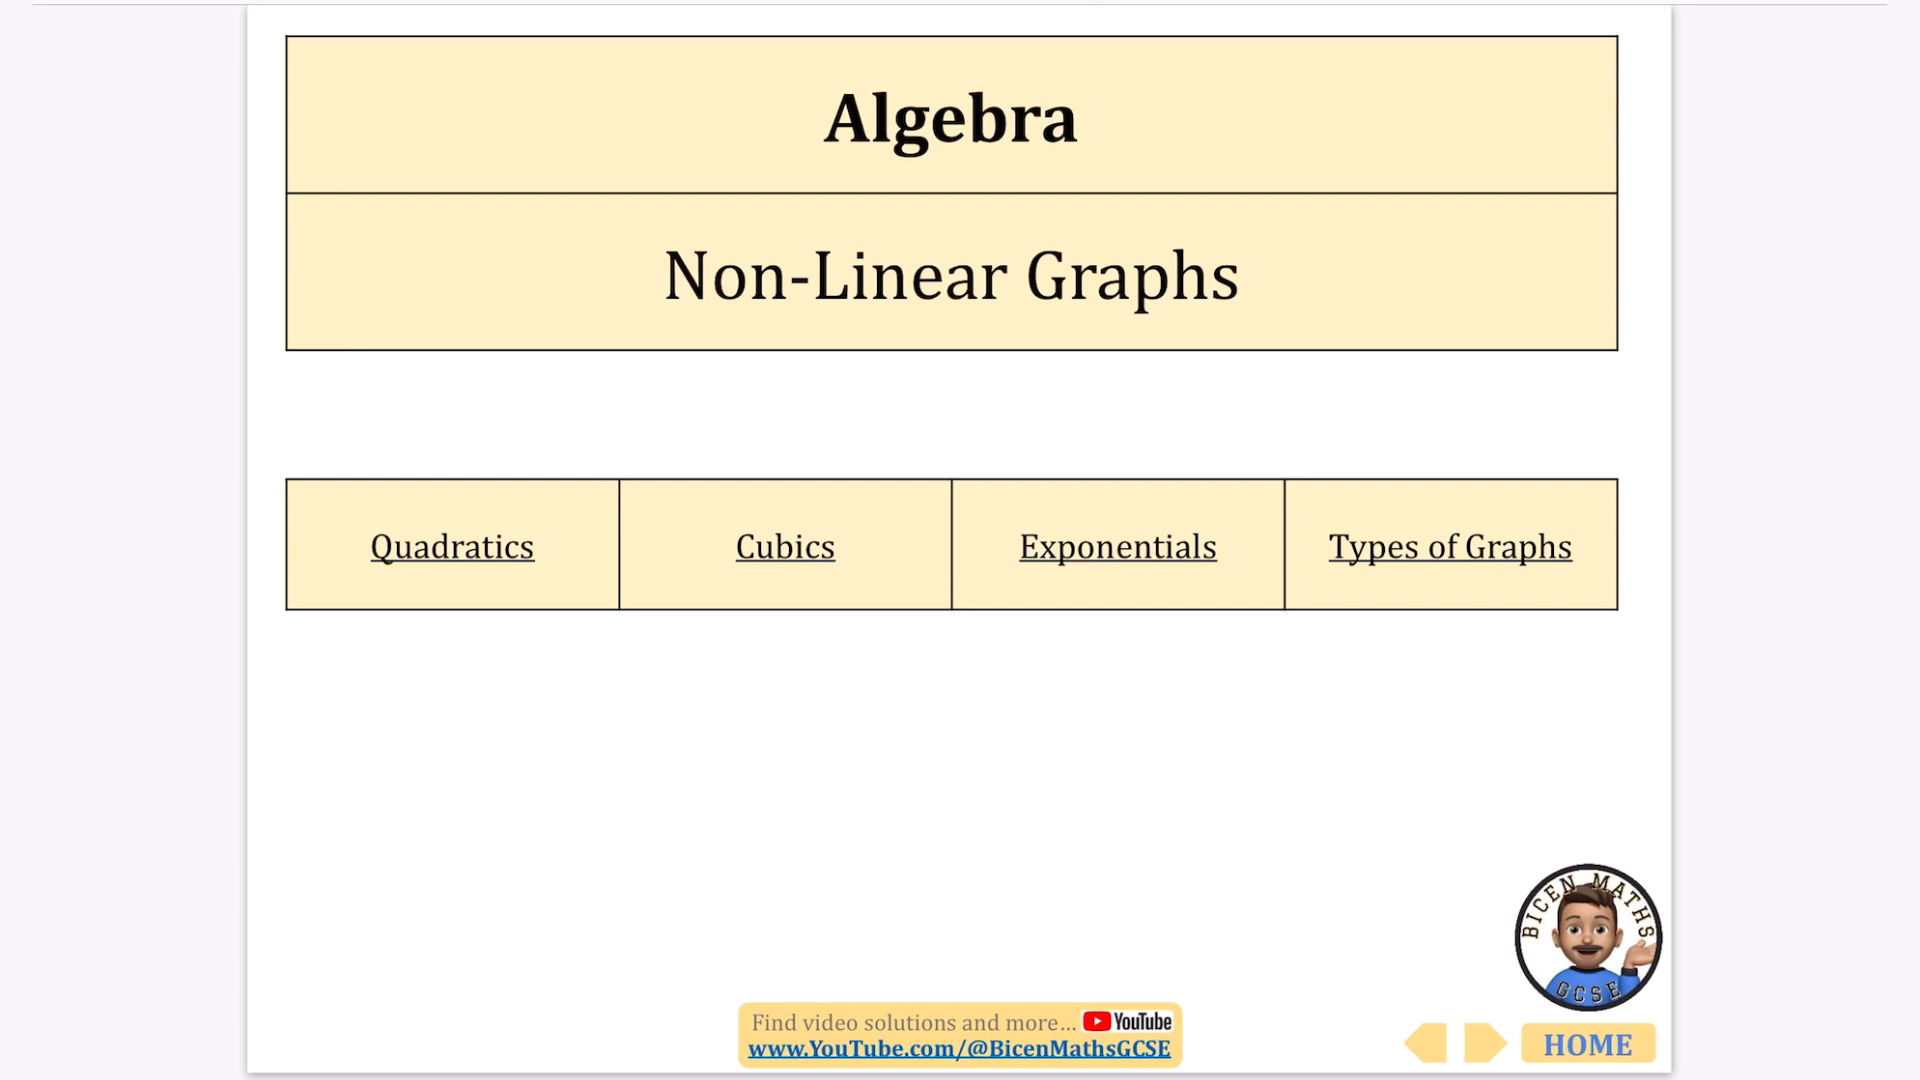 Algebra
Non-Linear Graphs
Quadratics
Cubics
Exponentials
Types of Graphs
BICEN MATHS
GCSE
Find video solutions and more... YouTube
www.YouTube.com/@BicenMathsGCSE
HOME